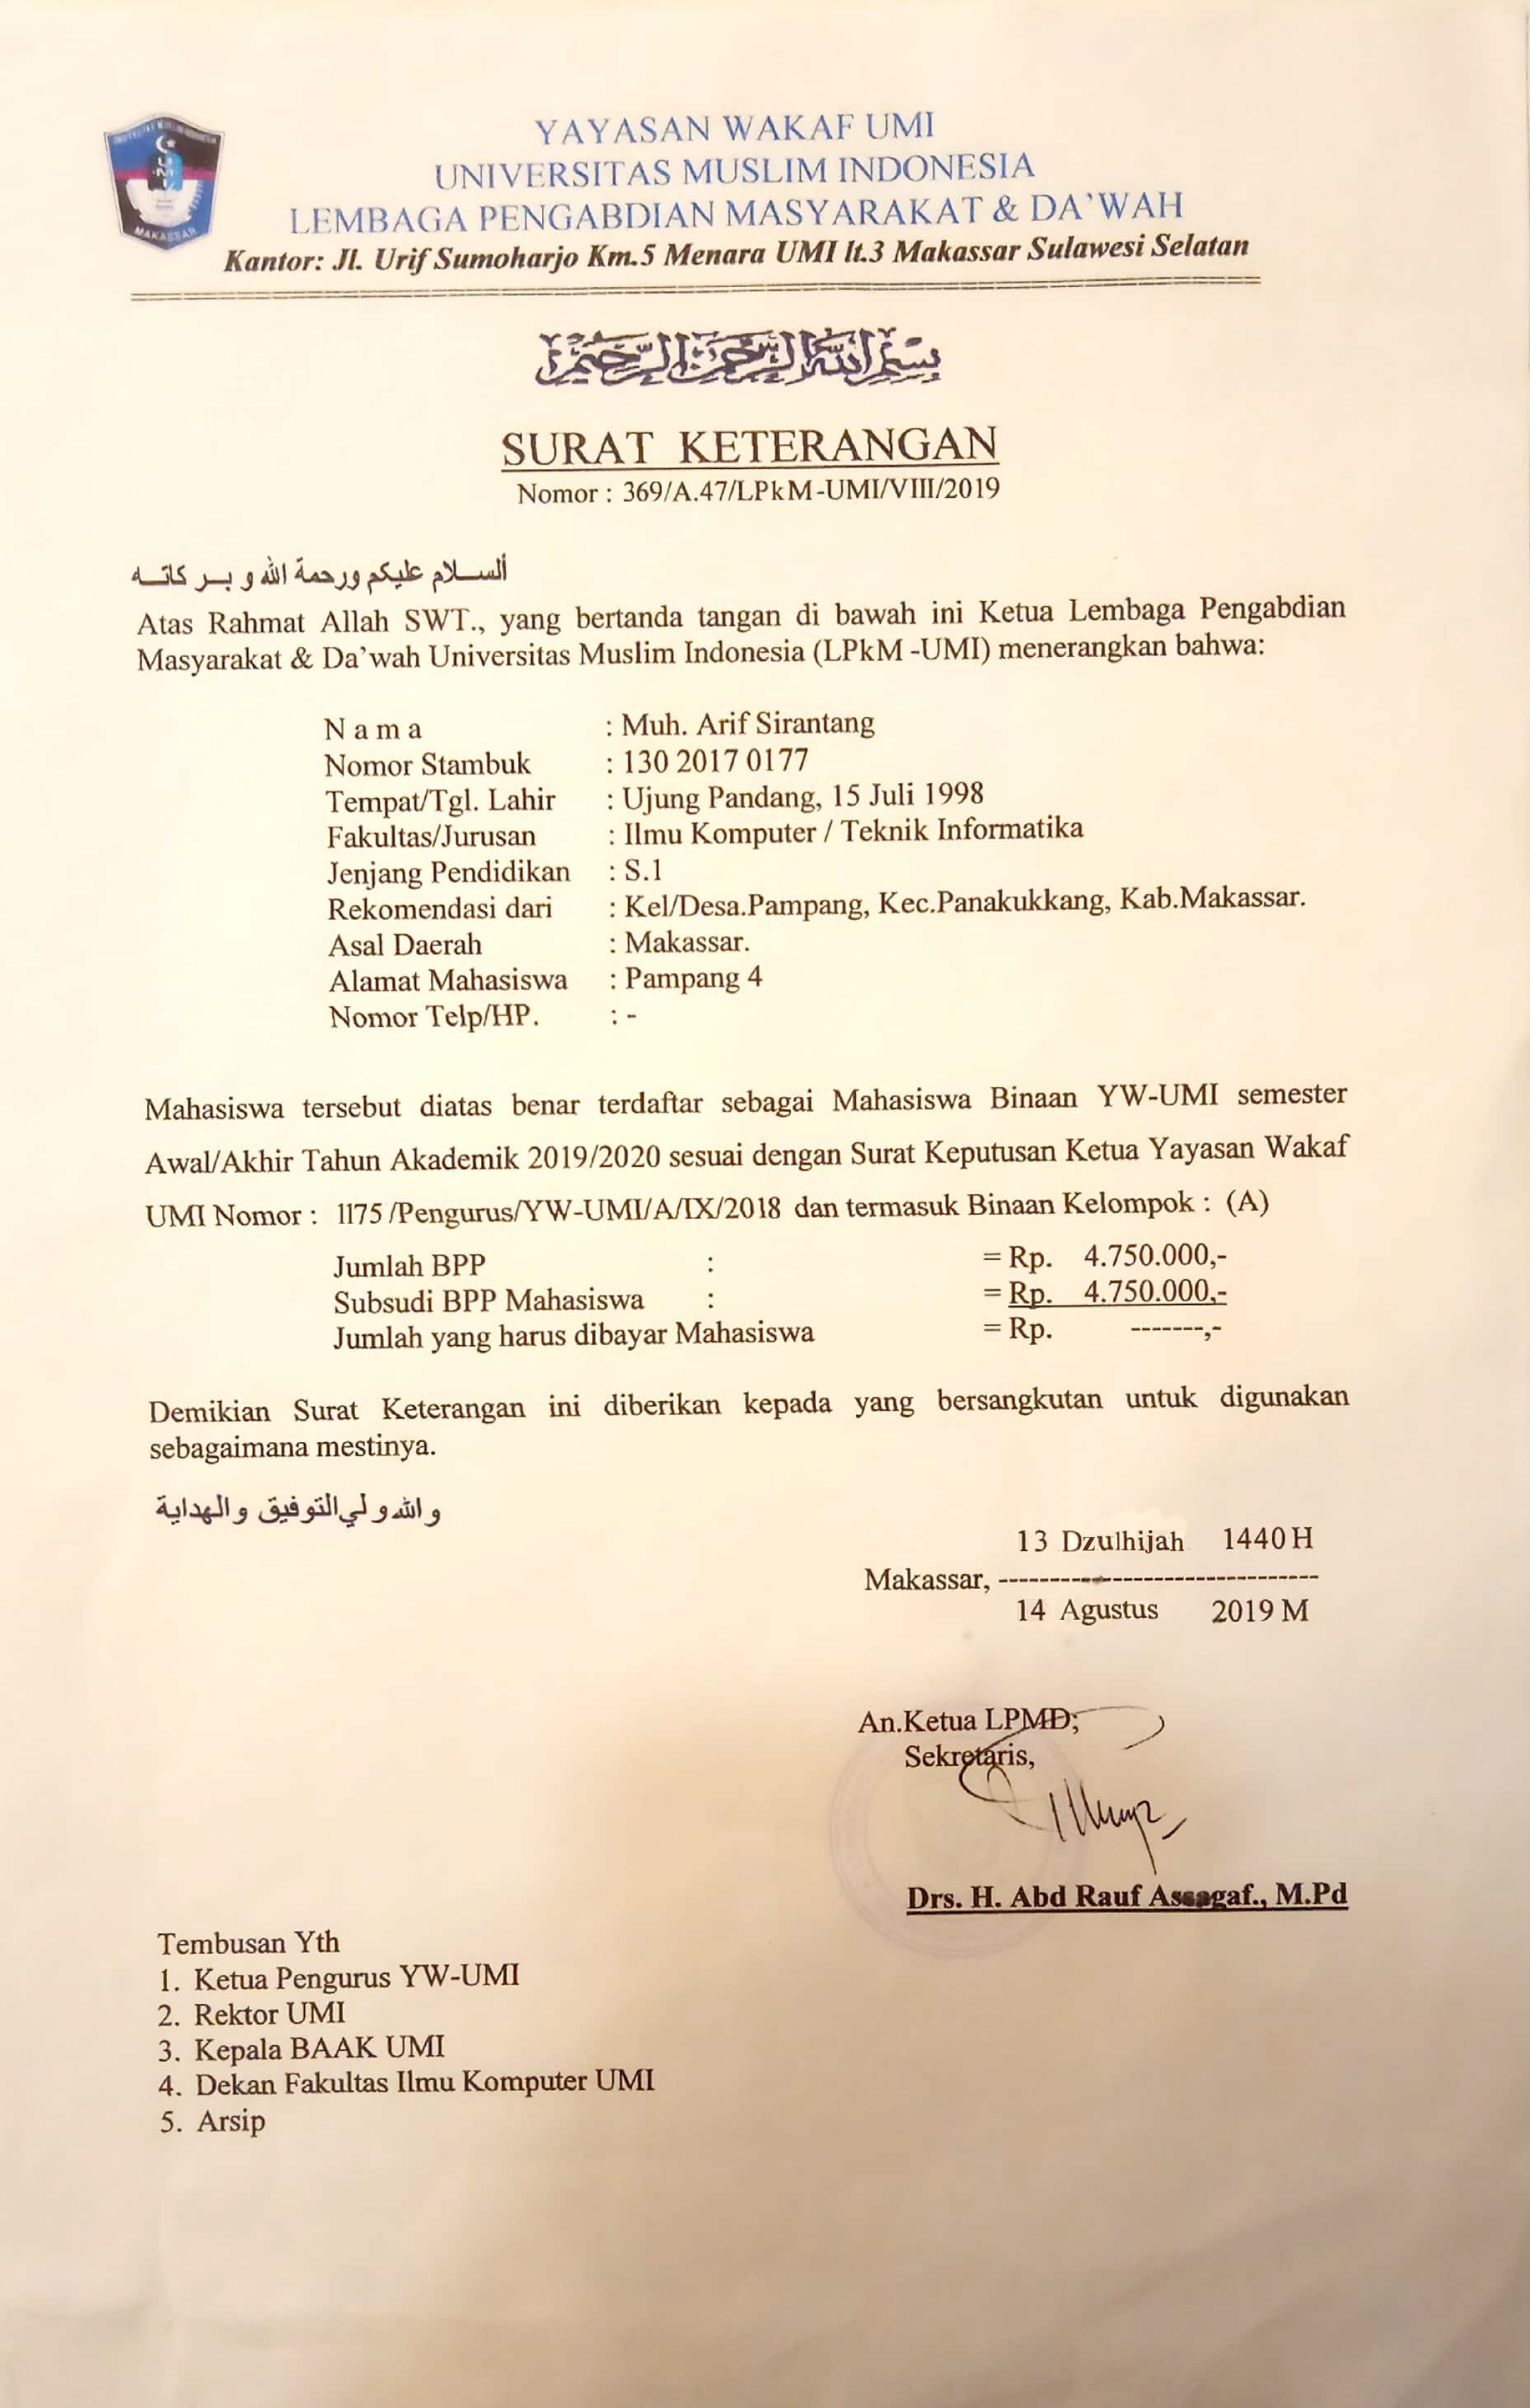 UNIVERSITAS MUSLIM INDONESIA
UMI
MAKASSAR
YAYASAN WAKAF UMI
UNIVERSITAS MUSLIM INDONESIA
LEMBAGA PENGABDIAN MASYARAKAT & DA'WAH
Kantor: Jl. Urif Sumoharjo Km.5 Menara UMI lt.3 Makassar Sulawesi Selatan
بسم الله الرحمن الرحيم
SURAT KETERANGAN
Nomor : 369/A.47/LPkM-UMI/VIII/2019
ألسلام عليكم ورحمة الله و بركاته
Atas Rahmat Allah SWT., yang bertanda tangan di bawah ini Ketua Lembaga Pengabdian
Masyarakat & Da'wah Universitas Muslim Indonesia (LPkM -UMI) menerangkan bahwa:
N a m a : Muh. Arif Sirantang
Nomor Stambuk : 130 2017 0177
Tempat/Tgl. Lahir : Ujung Pandang, 15 Juli 1998
Fakultas/Jurusan : Ilmu Komputer / Teknik Informatika
Jenjang Pendidikan : S.1
Rekomendasi dari : Kel/Desa.Pampang, Kec.Panakukkang, Kab.Makassar.
Asal Daerah : Makassar.
Alamat Mahasiswa : Pampang 4
Nomor Telp/HP. : -
Mahasiswa tersebut diatas benar terdaftar sebagai Mahasiswa Binaan YW-UMI semester
Awal/Akhir Tahun Akademik 2019/2020 sesuai dengan Surat Keputusan Ketua Yayasan Wakaf
UMI Nomor : 1175 /Pengurus/YW-UMI/A/IX/2018 dan termasuk Binaan Kelompok : (A)
Jumlah BPP : = Rp. 4.750.000,-
Subsudi BPP Mahasiswa : = Rp. 4.750.000,-
Jumlah yang harus dibayar Mahasiswa = Rp. -------,-
Demikian Surat Keterangan ini diberikan kepada yang bersangkutan untuk digunakan
sebagaimana mestinya.
و الله و لي التوفيق و الهداية
13 Dzulhijah 1440 H
Makassar, --------------------------------
14 Agustus 2019 M
An.Ketua LPMD;
Sekretaris,
Drs. H. Abd Rauf Assagaf., M.Pd
Tembusan Yth
1. Ketua Pengurus YW-UMI
2. Rektor UMI
3. Kepala BAAK UMI
4. Dekan Fakultas Ilmu Komputer UMI
5. Arsip